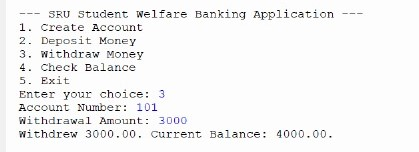 --- SRU Student Welfare Banking Application ---
1. Create Account
2. Deposit Money
3. Withdraw Money
4. Check Balance
5. Exit
Enter your choice: 3
Account Number: 101
Withdrawal Amount: 3000
Withdrew 3000.00. Current Balance: 4000.00.